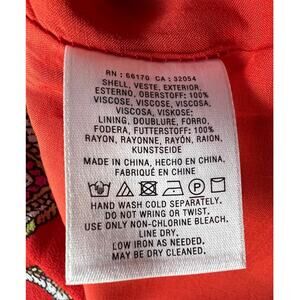 RN : 66170 CA : 32054
SHELL, VESTE, EXTERIOR,
ESTERNO, OBERSTOFF: 100%
VISCOSE, VISCOSE, VISCOSA,
VISCOSA, VISKOSE;
LINING, DOUBLURE, FORRO,
FODERA, FUTTERSTOFF: 100%
RAYON, RAYONNE, RAYÓN, RAION,
KUNSTSEIDE
MADE IN CHINA, HECHO EN CHINA,
FABRIQUÉ EN CHINE
HAND WASH COLD SEPARATELY.
DO NOT WRING OR TWIST.
USE ONLY NON-CHLORINE BLEACH.
LINE DRY.
LOW IRON AS NEEDED.
MAY BE DRY CLEANED.